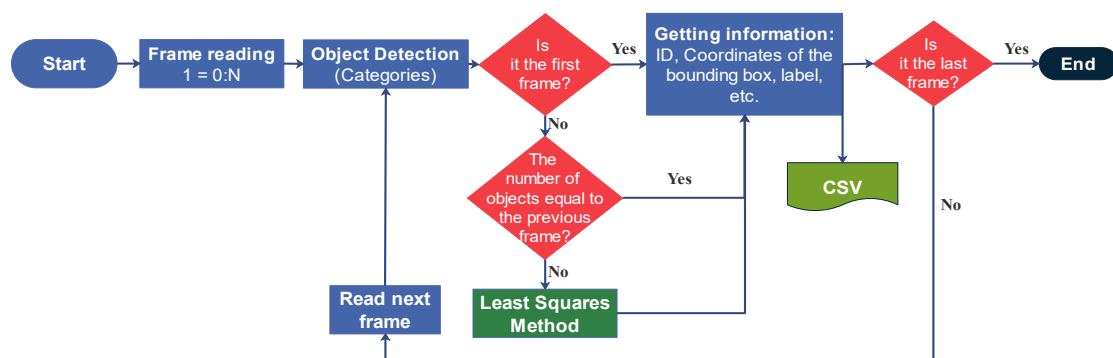 Start
Frame reading
1 = 0:N
Object Detection
(Categories)
Is
it the first
frame?
Yes
Getting information:
ID, Coordinates of the
bounding box, label,
etc.
Is
it the last
frame?
Yes
End
No
The
number of
objects equal to
the previous
frame?
Yes
CSV
No
No
Least Squares
Method
Read next
frame